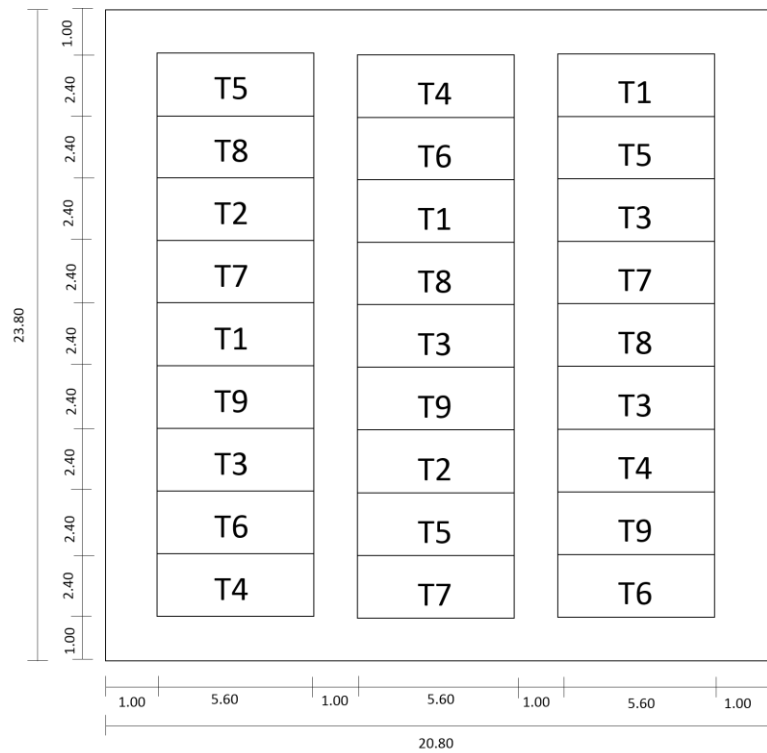 1.00
2.40 T5 T4 T1
2.40 T8 T6 T5
2.40 T2 T1 T3
2.40 T7 T8 T7
23.80
2.40 T1 T3 T8
2.40 T9 T9 T3
2.40 T3 T2 T4
2.40 T6 T5 T9
2.40 T4 T7 T6
1.00
1.00 5.60 1.00 5.60 1.00 5.60 1.00
20.80